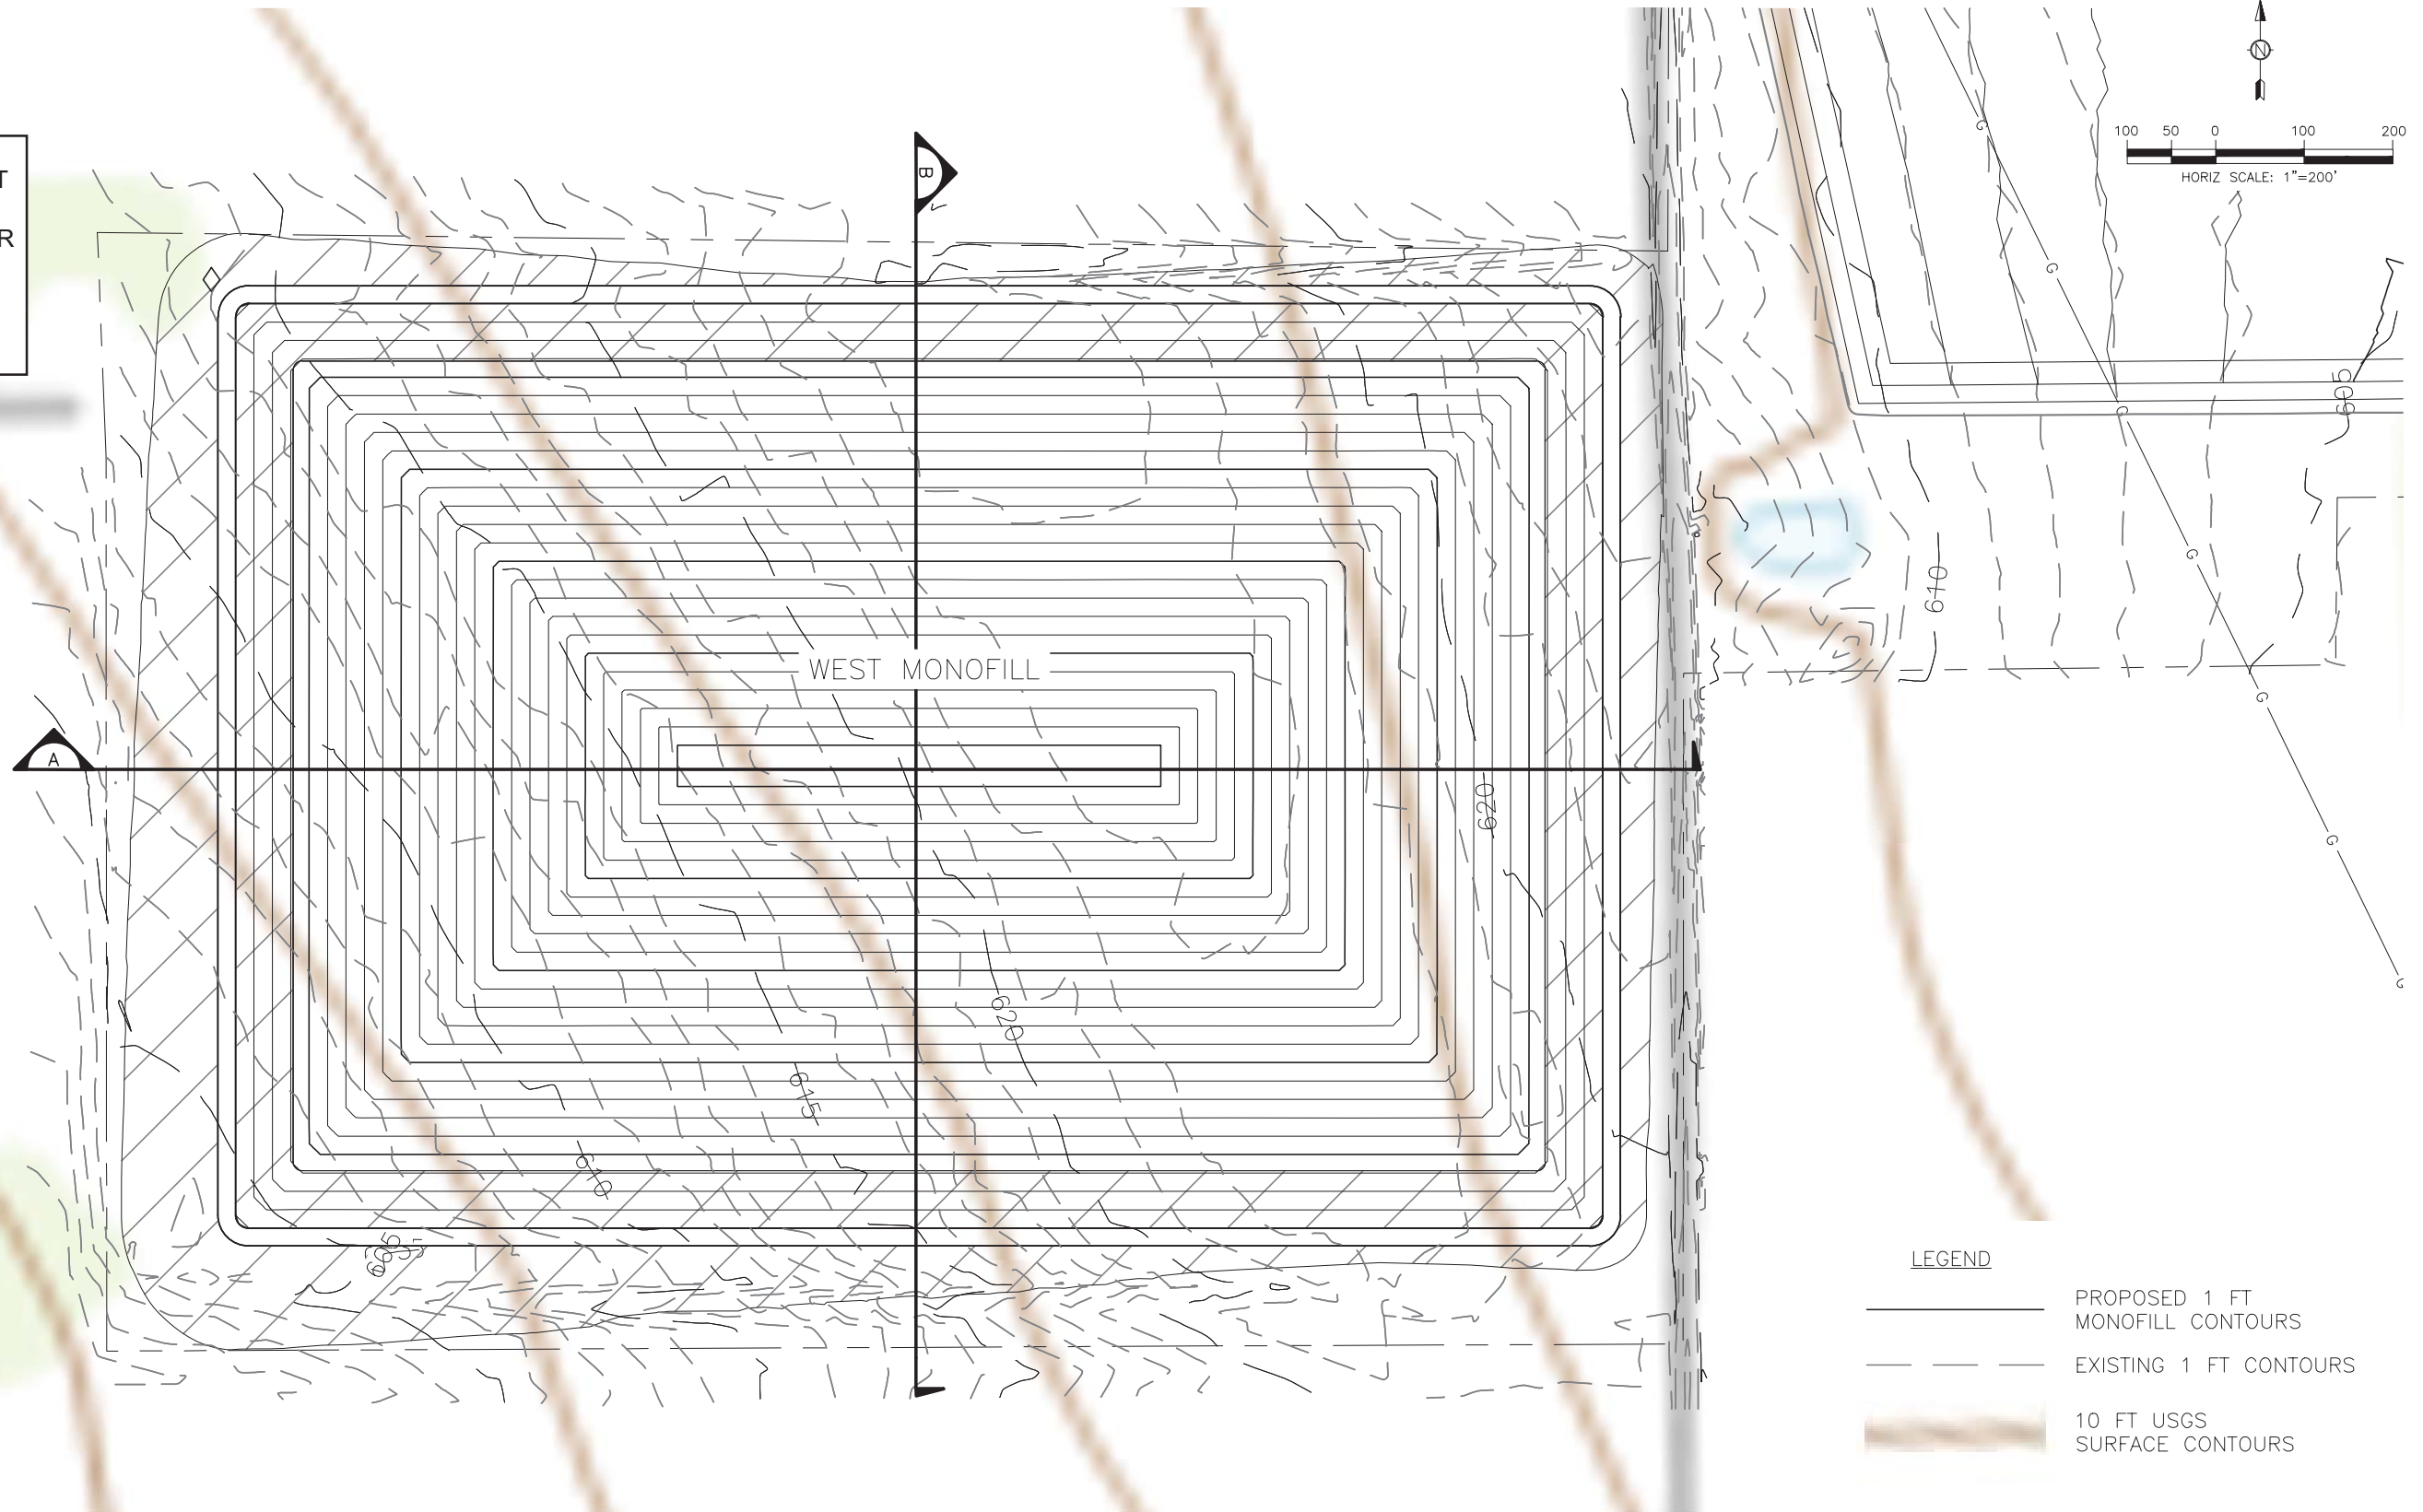 T
R
N
100 50 0 100 200
HORIZ SCALE: 1"=200'
B
G
G
G
605
G
610
WEST MONOFILL
G
A
620
G
G
620
615
610
LEGEND
PROPOSED 1 FT
MONOFILL CONTOURS
EXISTING 1 FT CONTOURS
10 FT USGS
SURFACE CONTOURS